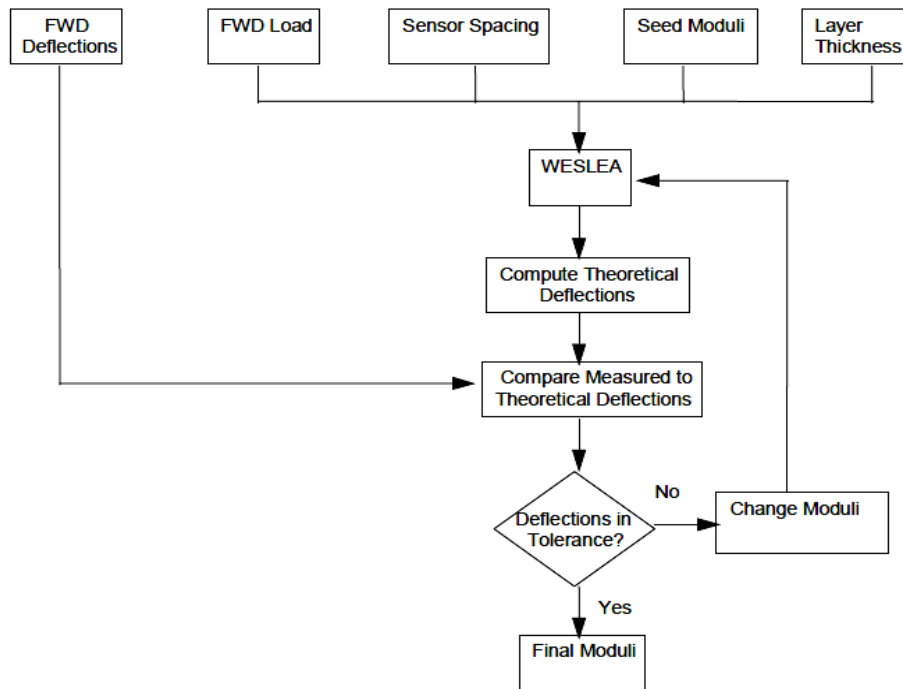 FWD
Deflections
FWD Load
Sensor Spacing
Seed Moduli
Layer
Thickness
WESLEA
Compute Theoretical
Deflections
Compare Measured to
Theoretical Deflections
Deflections in
Tolerance?
No
Change Moduli
Yes
Final Moduli